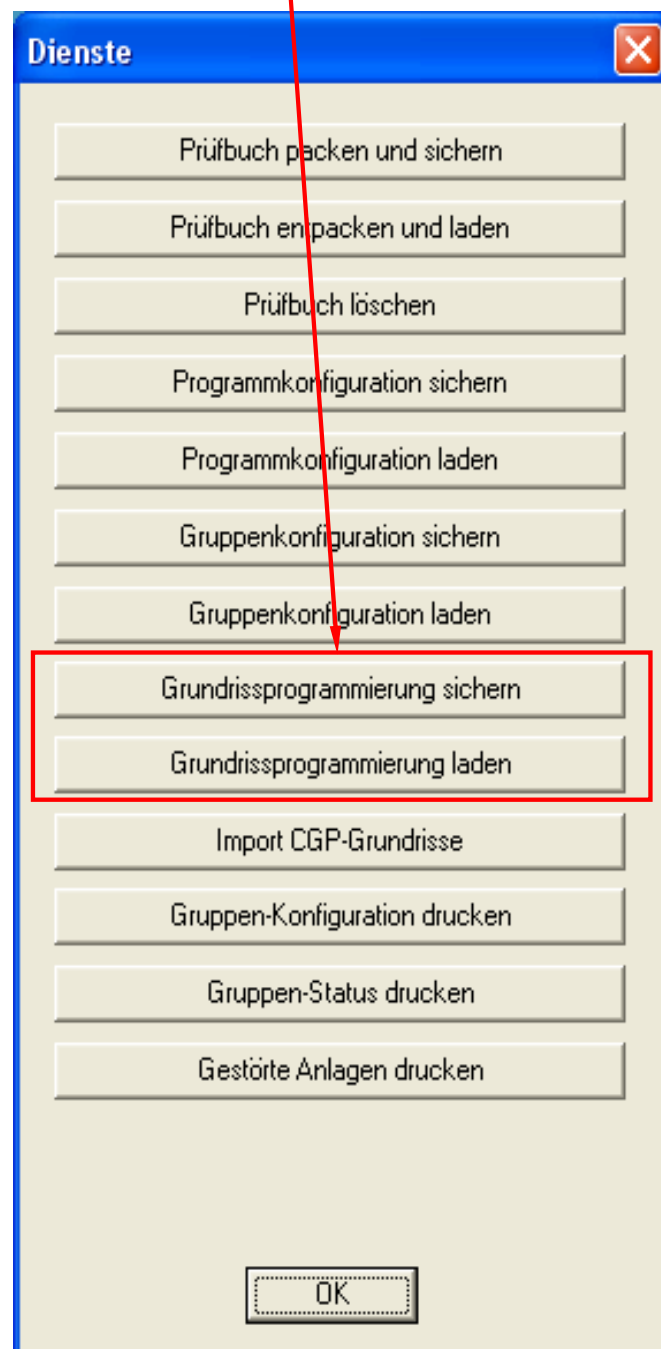 Dienste
Prüfbuch packen und sichern
Prüfbuch entpacken und laden
Prüfbuch löschen
Programmkonfiguration sichern
Programmkonfiguration laden
Gruppenkonfiguration sichern
Gruppenkonfiguration laden
Grundrissprogrammierung sichern
Grundrissprogrammierung laden
Import CGP-Grundrisse
Gruppen-Konfiguration drucken
Gruppen-Status drucken
Gestörte Anlagen drucken
OK